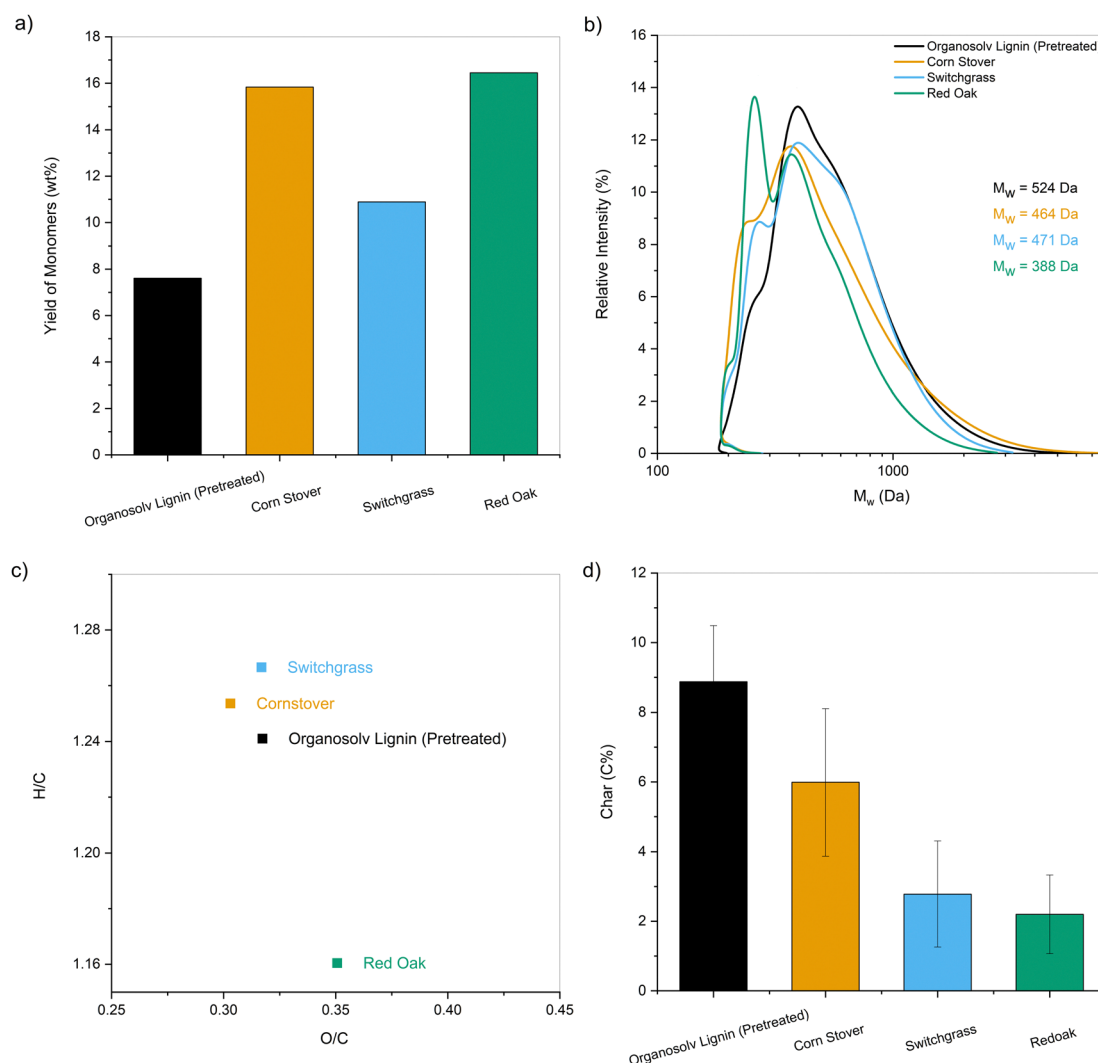 a)
18
16
14
12
10
8
6
4
2
0
Yield of Monomers (wt%)
Organosolv Lignin (Pretreated)
Corn Stover
Switchgrass
Red Oak
b)
16
14
12
10
8
6
4
2
0
Relative Intensity (%)
Organosolv Lignin (Pretreated
Corn Stover
Switchgrass
Red Oak
MW = 524 Da
MW = 464 Da
MW = 471 Da
MW = 388 Da
100
1000
Mw (Da)
c)
1.28
1.24
1.20
1.16
H/C
Switchgrass
Cornstover
Organosolv Lignin (Pretreated)
Red Oak
0.25
0.30
0.35
0.40
0.45
O/C
d)
12
10
8
6
4
2
0
Char (C%)
Organosolv Lignin (Pretreated)
Corn Stover
Switchgrass
Redoak